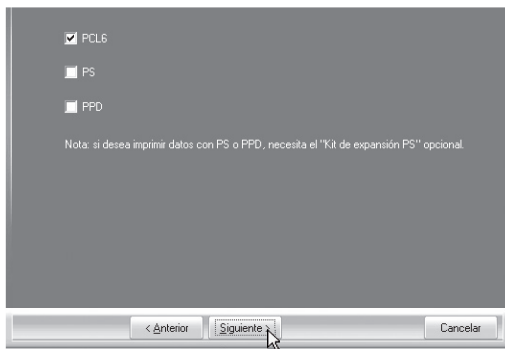 PCL6
PS
PPD
Nota: si desea imprimir datos con PS o PPD, necesita el "Kit de expansión PS" opcional.
< Anterior Siguiente > Cancelar